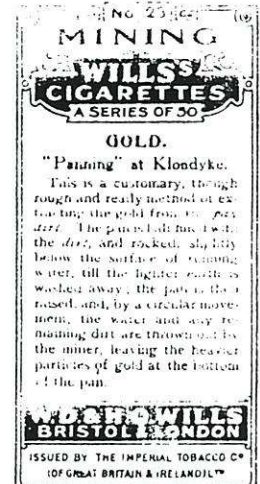 No 25
MINING
WILLS'S
CIGARETTES
A SERIES OF 50
GOLD.
"Panning" at Klondyke.
This is a customary, though
rough and ready method of ex-
tracting the gold from the pay
dirt. The pan is half with
the dirt, and rocked, slightly
below the surface of running
water, till the lighter earth is
washed away; the pan is then
raised, and, by a circular move-
ment, the water and any re-
maining dirt are thrown out by
the miner, leaving the heavier
particles of gold at the bottom
of the pan.
W.D & H.O WILLS
BRISTOL & LONDON
ISSUED BY THE IMPERIAL TOBACCO Cº
(OF GREAT BRITAIN & IRELAND), Lᵀᴰ